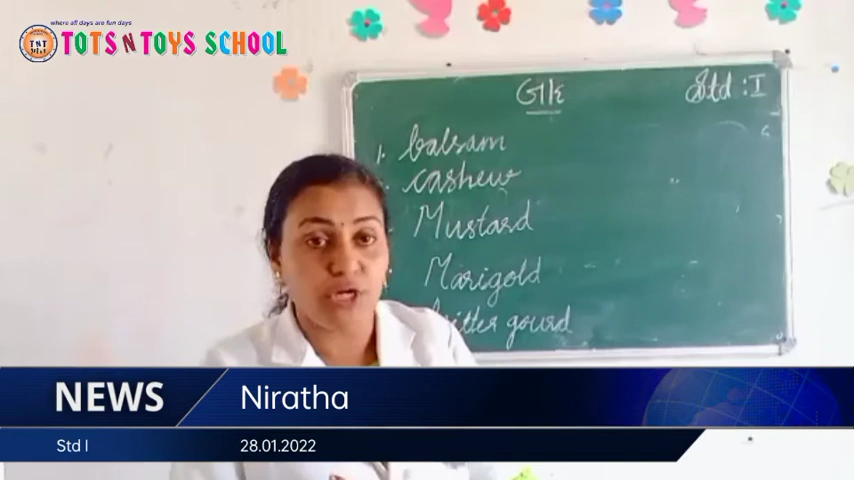 where all days are fun days
TNT
TOTS N TOYS SCHOOL
Gk
Std : I
1. balsam
cashew
Mustard
Marigold
bitter gourd
NEWS
Niratha
Std I
28.01.2022